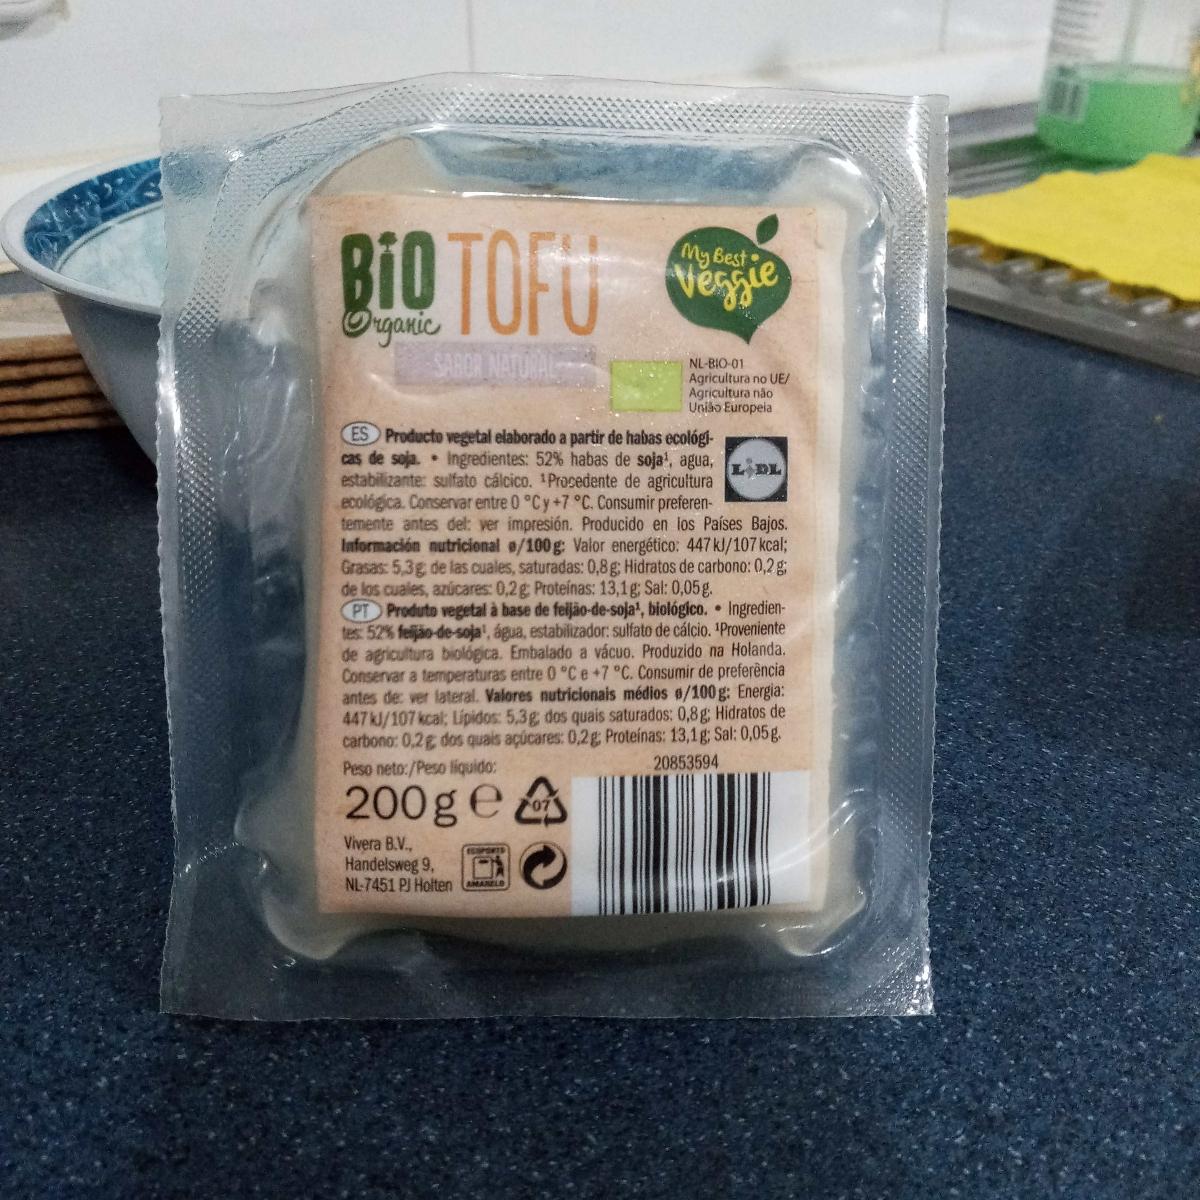 BIO
Organic
TOFU
SABOR NATURAL
My Best
Veggie
NL-BIO-01
Agricultura no UE/
Agricultura não
União Europeia
ES Producto vegetal elaborado a partir de habas ecológi-
cas de soja. • Ingredientes: 52% habas de soja¹, agua,
estabilizante: sulfato cálcico. ¹Procedente de agricultura
ecológica. Conservar entre 0 °C y +7 °C. Consumir preferen-
temente antes del: ver impresión. Producido en los Países Bajos.
Información nutricional ø/100 g: Valor energético: 447 kJ/107 kcal;
Grasas: 5,3 g; de las cuales, saturadas: 0,8 g; Hidratos de carbono: 0,2 g;
de los cuales, azúcares: 0,2 g; Proteínas: 13,1 g; Sal: 0,05 g.
LIDL
PT Produto vegetal à base de feijão-de-soja¹, biológico. • Ingredien-
tes: 52% feijão-de-soja¹, água, estabilizador: sulfato de cálcio. ¹Proveniente
de agricultura biológica. Embalado a vácuo. Produzido na Holanda.
Conservar a temperaturas entre 0 °C e +7 °C. Consumir de preferência
antes de: ver lateral. Valores nutricionais médios ø/100 g: Energia:
447 kJ/107 kcal; Lípidos: 5,3 g; dos quais saturados: 0,8 g; Hidratos de
carbono: 0,2 g; dos quais açúcares: 0,2 g; Proteínas: 13,1 g; Sal: 0,05 g.
Peso neto:/Peso líquido:
200 g e
07
20853594
Vivera B.V.,
Handelsweg 9,
NL-7451 PJ Holten
ECOPONTO
AMARELO